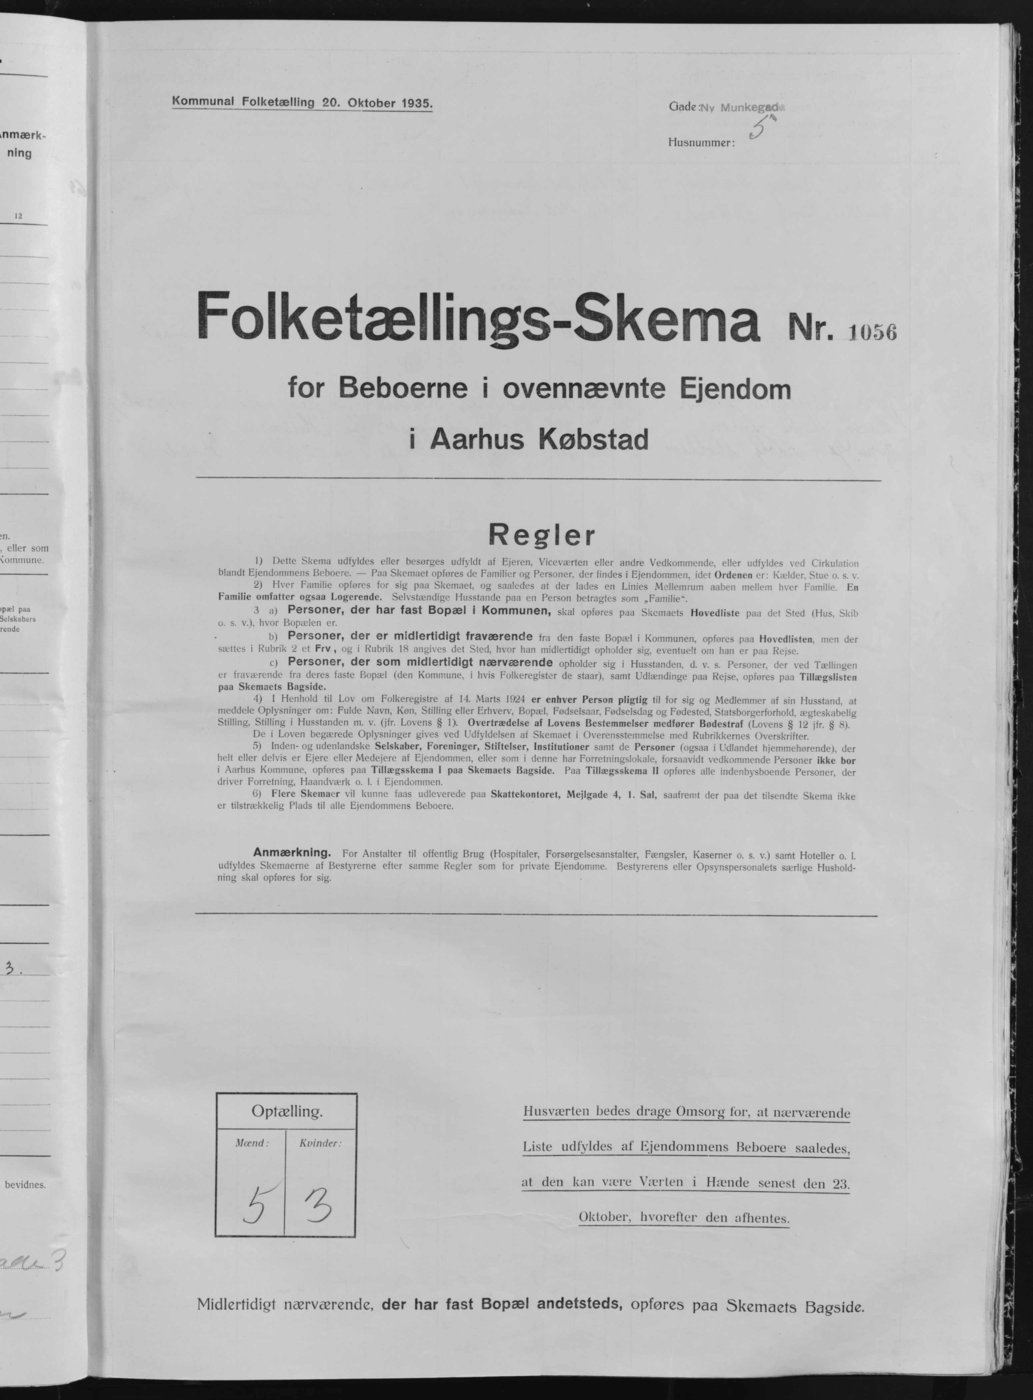 Kommunal Folketælling 20. Oktober 1935.
Gade: Ny Munkegade
Husnummer: 5
Folketællings-Skema Nr. 1056
for Beboerne i ovennævnte Ejendom
i Aarhus Købstad
Regler
1) Dette Skema udfyldes eller besørges udfyldt af Ejeren, Viceværten eller andre Vedkommende, eller udfyldes ved Cirkulation
blandt Ejendommens Beboere. — Paa Skemaet opføres de Familier og Personer, der findes i Ejendommen, idet Ordenen er: Kælder, Stue o. s. v.
2) Hver Familie opføres for sig paa Skemaet, og saaledes at der lades en Linies Mellemrum aaben mellem hver Familie. En
Familie omfatter ogsaa Logerende. Selvstændige Husstande paa en Person betragtes som „Familie“.
3 a) Personer, der har fast Bopæl i Kommunen, skal opføres paa Skemaets Hovedliste paa det Sted (Hus, Skib
o. s. v.), hvor Bopælen er.
b) Personer, der er midlertidigt fraværende fra den faste Bopæl i Kommunen, opføres paa Hovedlisten, men der
sættes i Rubrik 2 et Frv, og i Rubrik 18 angives det Sted, hvor han midlertidigt opholder sig, eventuelt om han er paa Rejse.
c) Personer, der som midlertidigt nærværende opholder sig i Husstanden, d. v. s. Personer, der ved Tællingen
er fraværende fra deres faste Bopæl (den Kommune, i hvis Folkeregister de staar), samt Udlændinge paa Rejse, opføres paa Tillægslisten
paa Skemaets Bagside.
4) I Henhold til Lov om Folkeregistre af 14. Marts 1924 er enhver Person pligtig til for sig og Medlemmer af sin Husstand, at
meddele Oplysninger om: Fulde Navn, Køn, Stilling eller Erhverv, Bopæl, Fødselsaar, Fødselsdag og Fødested, Statsborgerforhold, ægteskabelig
Stilling, Stilling i Husstanden m. v. (jfr. Lovens § 1). Overtrædelse af Lovens Bestemmelser medfører Bødestraf (Lovens § 12 jfr. § 8).
De i Loven begærede Oplysninger gives ved Udfyldelsen af Skemaet i Overensstemmelse med Rubrikkernes Overskrifter.
5) Inden- og udenlandske Selskaber, Foreninger, Stiftelser, Institutioner samt de Personer (ogsaa i Udlandet hjemmehørende), der
helt eller delvis er Ejere eller Medejere af Ejendommen, eller som i denne har Forretningslokale, forsaavidt vedkommende Personer ikke bor
i Aarhus Kommune, opføres paa Tillægsskema I paa Skemaets Bagside. Paa Tillægsskema II opføres alle indenbysboende Personer, der
driver Forretning, Haandværk o. l. i Ejendommen.
6) Flere Skemaer vil kunne faas udleverede paa Skattekontoret, Mejlgade 4, 1. Sal, saafremt der paa det tilsendte Skema ikke
er tilstrækkelig Plads til alle Ejendommens Beboere.
Anmærkning. For Anstalter til offentlig Brug (Hospitaler, Forsørgelsesanstalter, Fængsler, Kaserner o. s. v.) samt Hoteller o. l.
udfyldes Skemaerne af Bestyrerne efter samme Regler som for private Ejendomme. Bestyrerens eller Opsynspersonalets særlige Hushold-
ning skal opføres for sig.
Optælling.
Mænd: Kvinder:
5 3
Husværten bedes drage Omsorg for, at nærværende
Liste udfyldes af Ejendommens Beboere saaledes,
at den kan være Værten i Hænde senest den 23.
Oktober, hvorefter den afhentes.
Midlertidigt nærværende, der har fast Bopæl andetsteds, opføres paa Skemaets Bagside.
nmærk-
ning
12
en.
, eller som
Kommune.
opæl paa
Selskabers
rende
3.
bevidnes.
ade 3